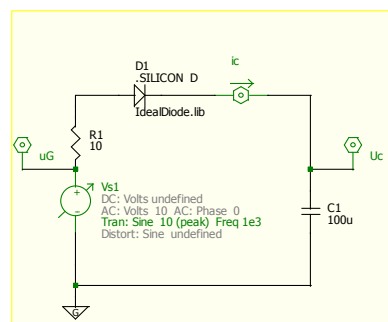 D1
.SILICON D
IdealDiode.lib
ic
R1
10
uG
Uc
Vs1
DC: Volts undefined
AC: Volts 10 AC: Phase 0
Tran: Sine 10 (peak) Freq 1e3
Distort: Sine undefined
C1
100u
G